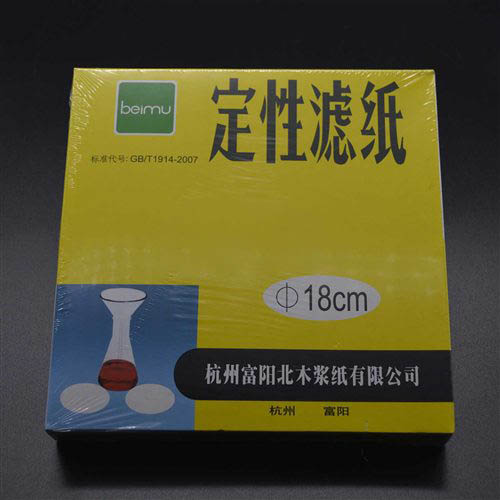 beimu
定性滤纸
标准代号: GB/T1914-2007
Φ18cm
杭州富阳北木浆纸有限公司
杭州 富阳